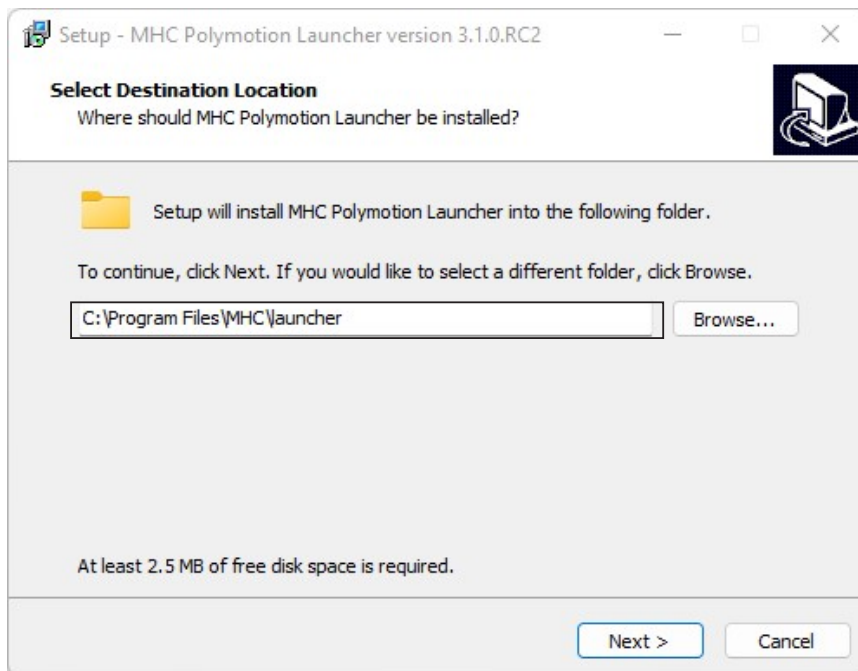 Setup - MHC Polymotion Launcher version 3.1.0.RC2
Select Destination Location
Where should MHC Polymotion Launcher be installed?
Setup will install MHC Polymotion Launcher into the following folder.
To continue, click Next. If you would like to select a different folder, click Browse.
C:\Program Files\MHC\launcher
Browse...
At least 2.5 MB of free disk space is required.
Next >
Cancel